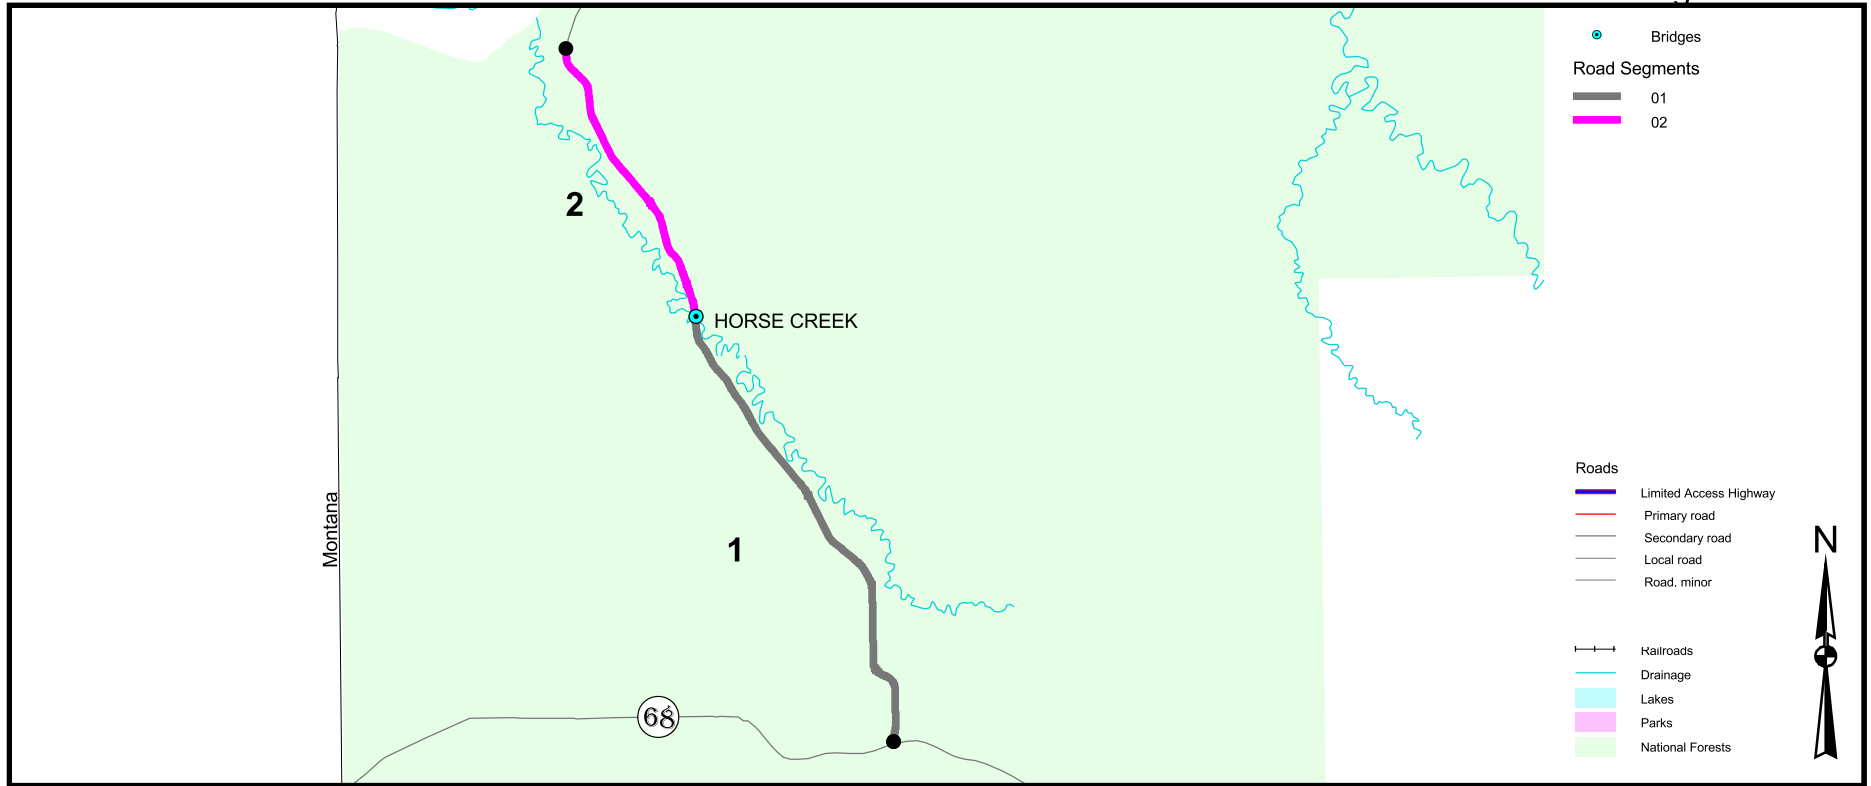 Bridges
Road Segments
01
02
2
HORSE CREEK
Montana
1
68
Roads
Limited Access Highway
Primary road
Secondary road
Local road
Road, minor
Railroads
Drainage
Lakes
Parks
National Forests
N